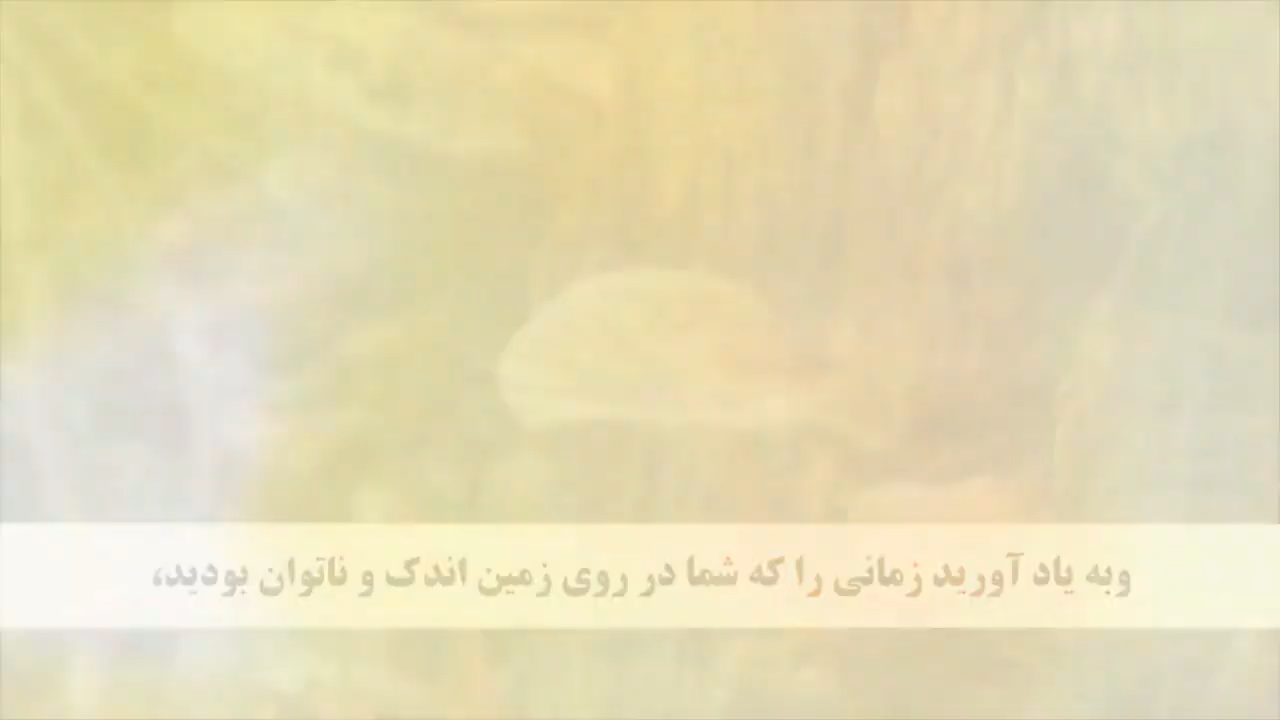 وبه یاد آورید زمانی را که شما در روی زمین اندک و ناتوان بودید،